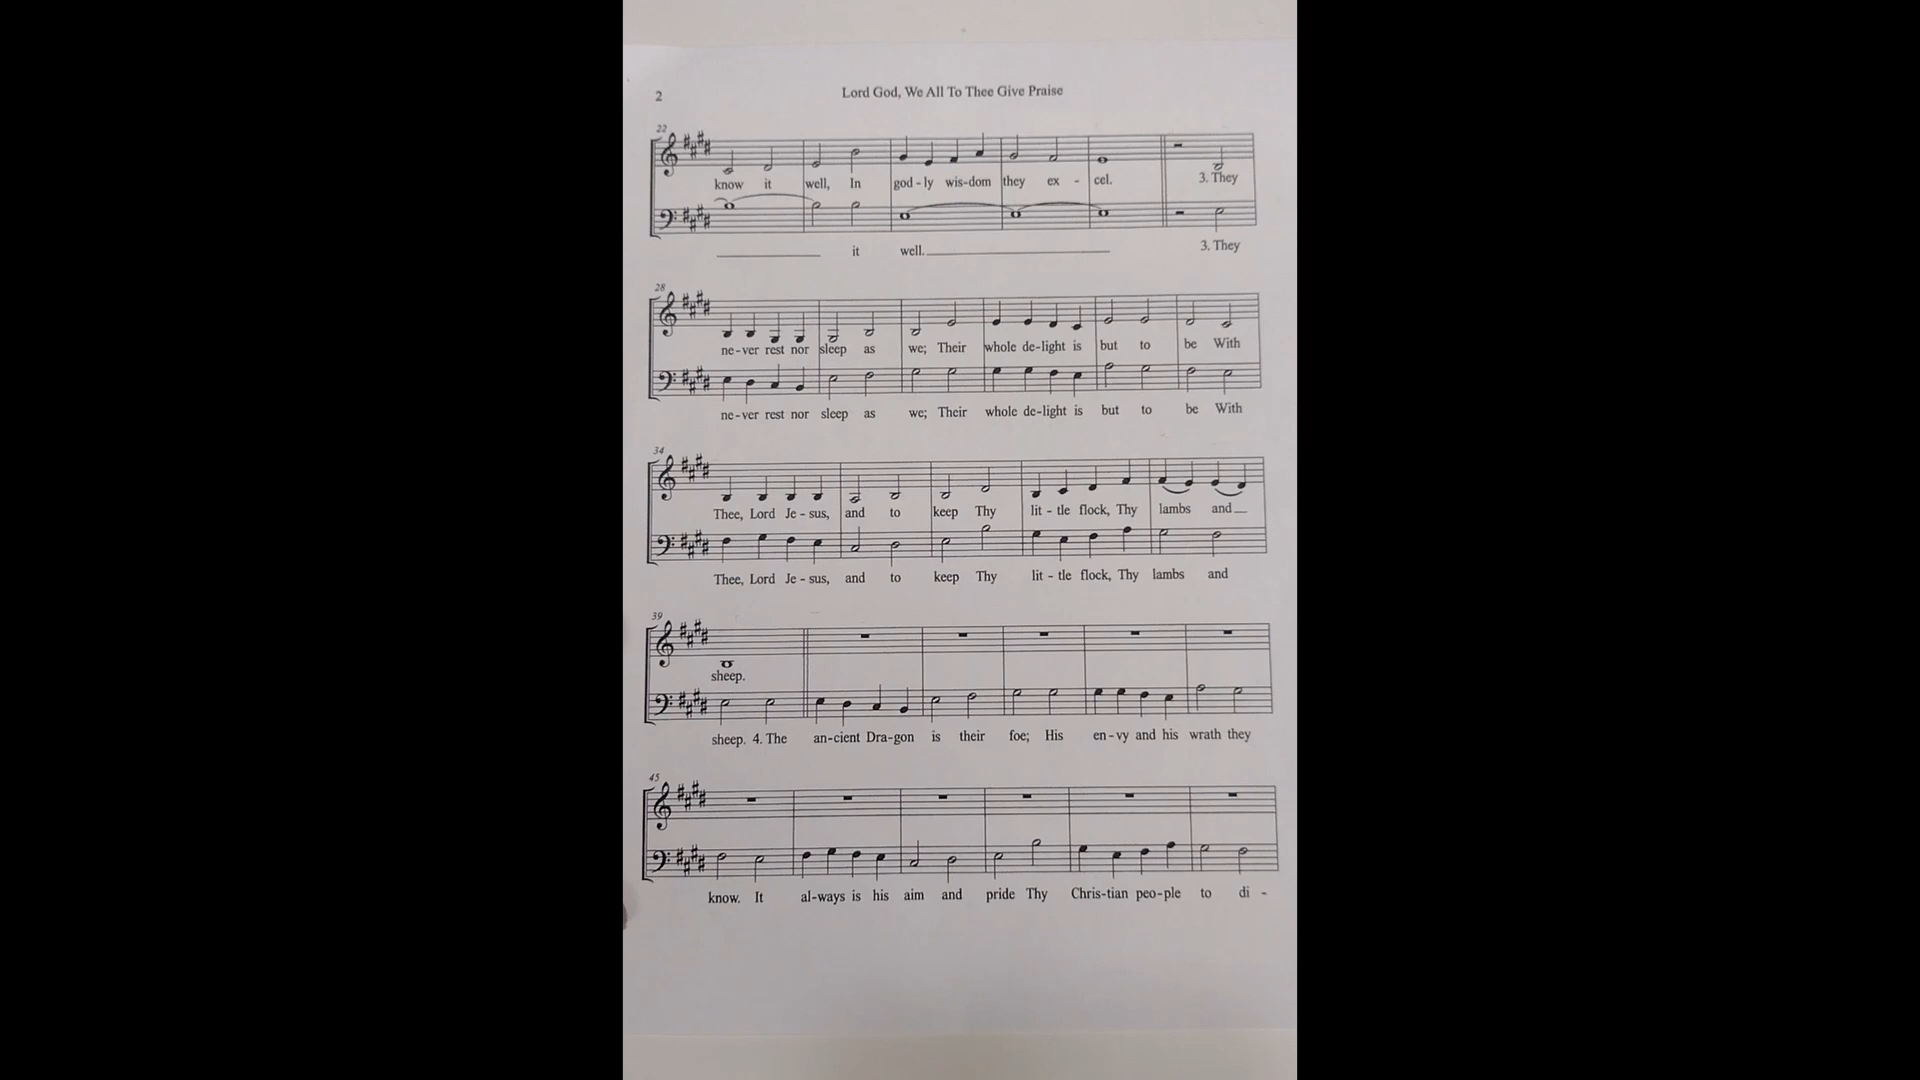 2
Lord God, We All To Thee Give Praise
22
know it well, In god - ly wis-dom they ex - cel. 3. They
it well. 3. They
28
ne-ver rest nor sleep as we; Their whole de-light is but to be With
ne-ver rest nor sleep as we; Their whole de-light is but to be With
34
Thee, Lord Je - sus, and to keep Thy lit - tle flock, Thy lambs and
Thee, Lord Je - sus, and to keep Thy lit - tle flock, Thy lambs and
39
sheep.
sheep. 4. The an-cient Dra-gon is their foe; His en-vy and his wrath they
45
know. It al-ways is his aim and pride Thy Chris-tian peo-ple to di -